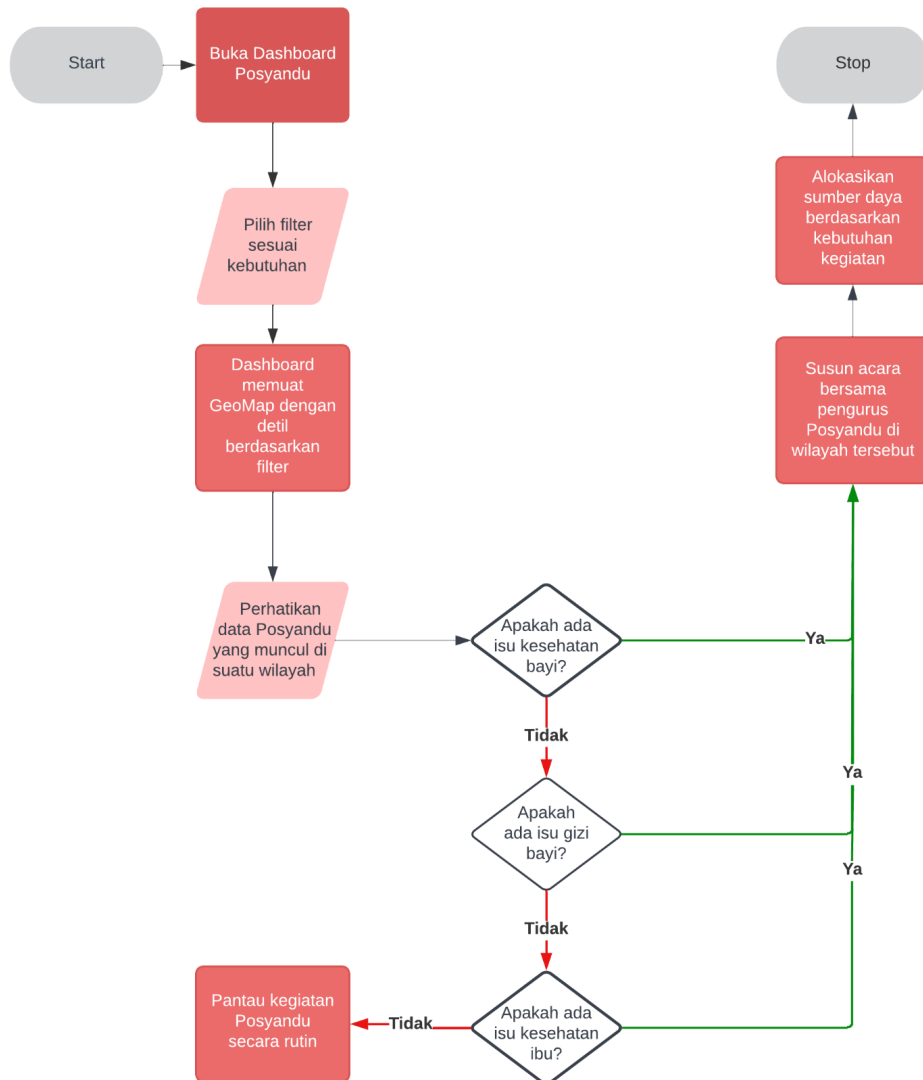 Start
Buka Dashboard
Posyandu
Pilih filter
sesuai
kebutuhan
Dashboard
memuat
GeoMap dengan
detil
berdasarkan
filter
Perhatikan
data Posyandu
yang muncul di
suatu wilayah
Apakah ada
isu kesehatan
bayi?
Ya
Tidak
Apakah
ada isu gizi
bayi?
Ya
Tidak
Apakah ada
isu kesehatan
ibu?
Ya
Tidak
Pantau kegiatan
Posyandu
secara rutin
Susun acara
bersama
pengurus
Posyandu di
wilayah tersebut
Alokasikan
sumber daya
berdasarkan
kebutuhan
kegiatan
Stop